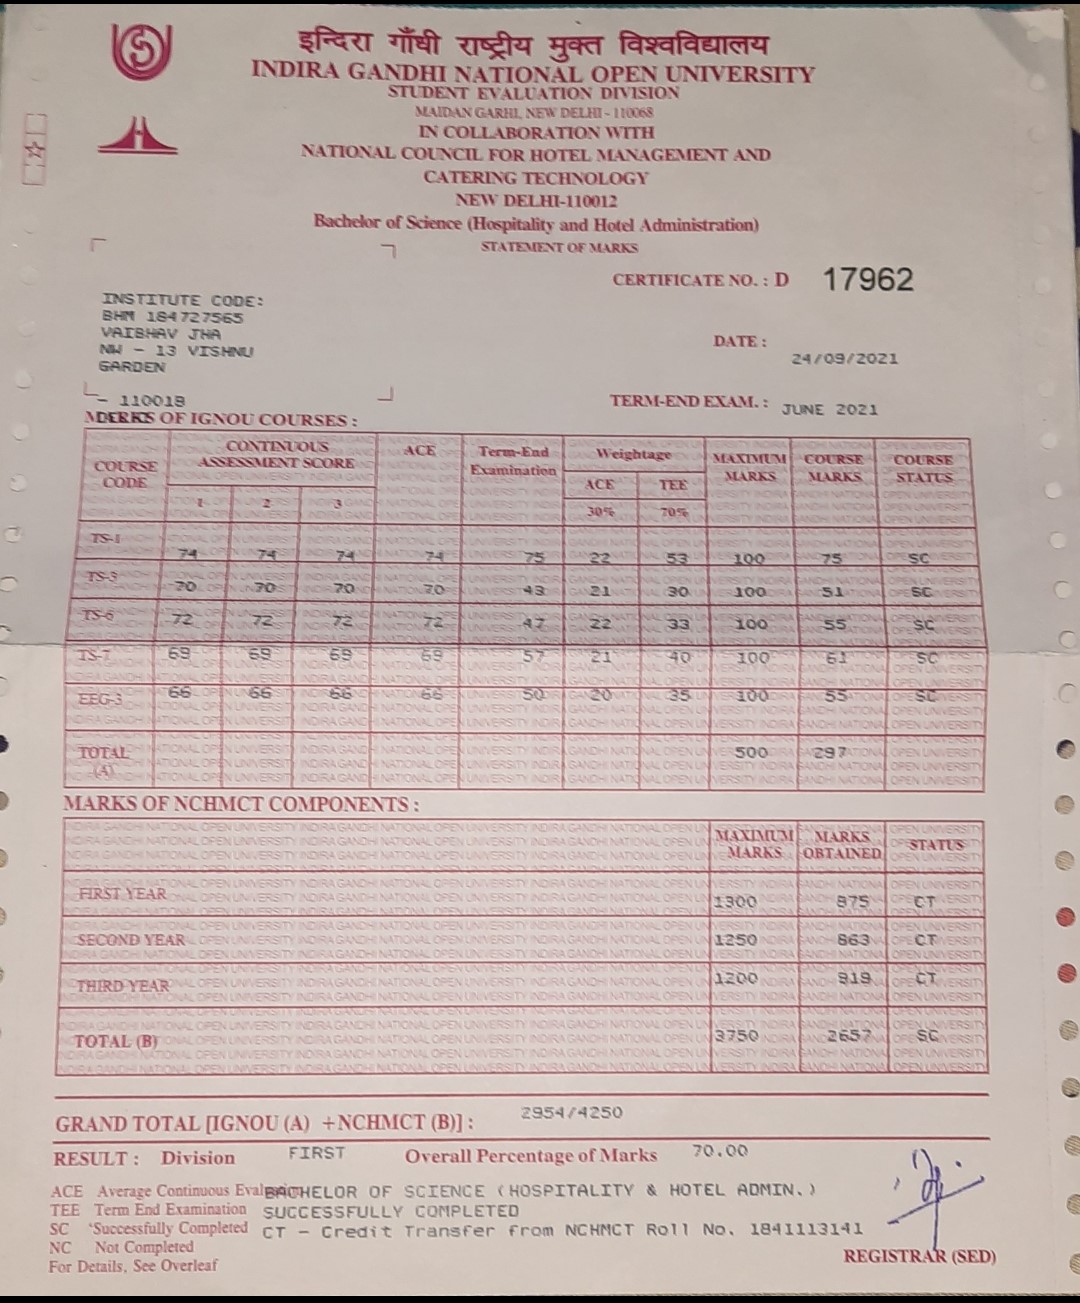 इन्दिरा गाँधी राष्ट्रीय मुक्त विश्वविद्यालय
INDIRA GANDHI NATIONAL OPEN UNIVERSITY
STUDENT EVALUATION DIVISION
MAIDAN GARHI, NEW DELHI - 110068
IN COLLABORATION WITH
NATIONAL COUNCIL FOR HOTEL MANAGEMENT AND
CATERING TECHNOLOGY
NEW DELHI-110012
Bachelor of Science (Hospitality and Hotel Administration)
STATEMENT OF MARKS
CERTIFICATE NO. : D 17962
INSTITUTE CODE:
BHM 184727565
VAIBHAV JHA
NW - 13 VISHNU
GARDEN
- 110018
DATE :
24/09/2021
TERM-END EXAM. : JUNE 2021
MARKS OF IGNOU COURSES :
COURSE CODE CONTINUOUS ASSESSMENT SCORE ACE Term-End Examination Weightage MAXIMUM MARKS COURSE MARKS COURSE STATUS
1 2 3 ACE TEE
30% 70%
TS-1 74 74 74 74 75 22 53 100 75 SC
TS-3 70 70 70 70 43 21 30 100 51 SC
TS-6 72 72 72 72 47 22 33 100 55 SC
TS-7 69 69 69 69 57 21 40 100 61 SC
EEG-3 66 66 66 66 50 20 35 100 55 SC
TOTAL (A) 500 297
MARKS OF NCHMCT COMPONENTS :
MAXIMUM MARKS MARKS OBTAINED STATUS
FIRST YEAR 1300 875 CT
SECOND YEAR 1250 863 CT
THIRD YEAR 1200 919 CT
TOTAL (B) 3750 2657 SC
GRAND TOTAL [IGNOU (A) +NCHMCT (B)] : 2954/4250
RESULT : Division FIRST Overall Percentage of Marks 70.00
ACE Average Continuous BACHELOR OF SCIENCE (HOSPITALITY & HOTEL ADMIN.)
TEE Term End Examination SUCCESSFULLY COMPLETED
SC Successfully Completed CT - Credit Transfer from NCHMCT Roll No. 1841113141
NC Not Completed
For Details, See Overleaf
REGISTRAR (SED)